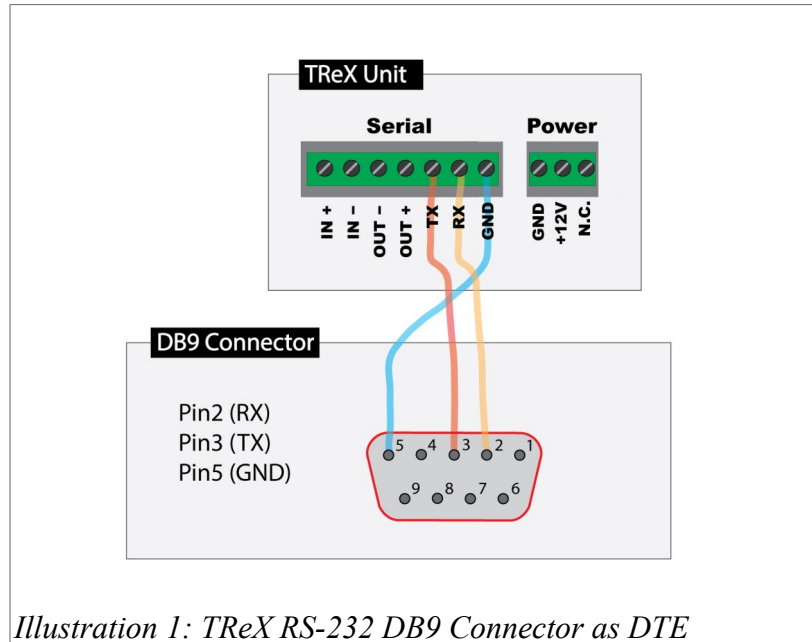 TReX Unit
Serial Power
IN + IN – OUT – OUT + TX RX GND GND +12V N.C.
DB9 Connector
Pin2 (RX)
Pin3 (TX)
Pin5 (GND)
5 4 3 2 1
9 8 7 6
Illustration 1: TReX RS-232 DB9 Connector as DTE